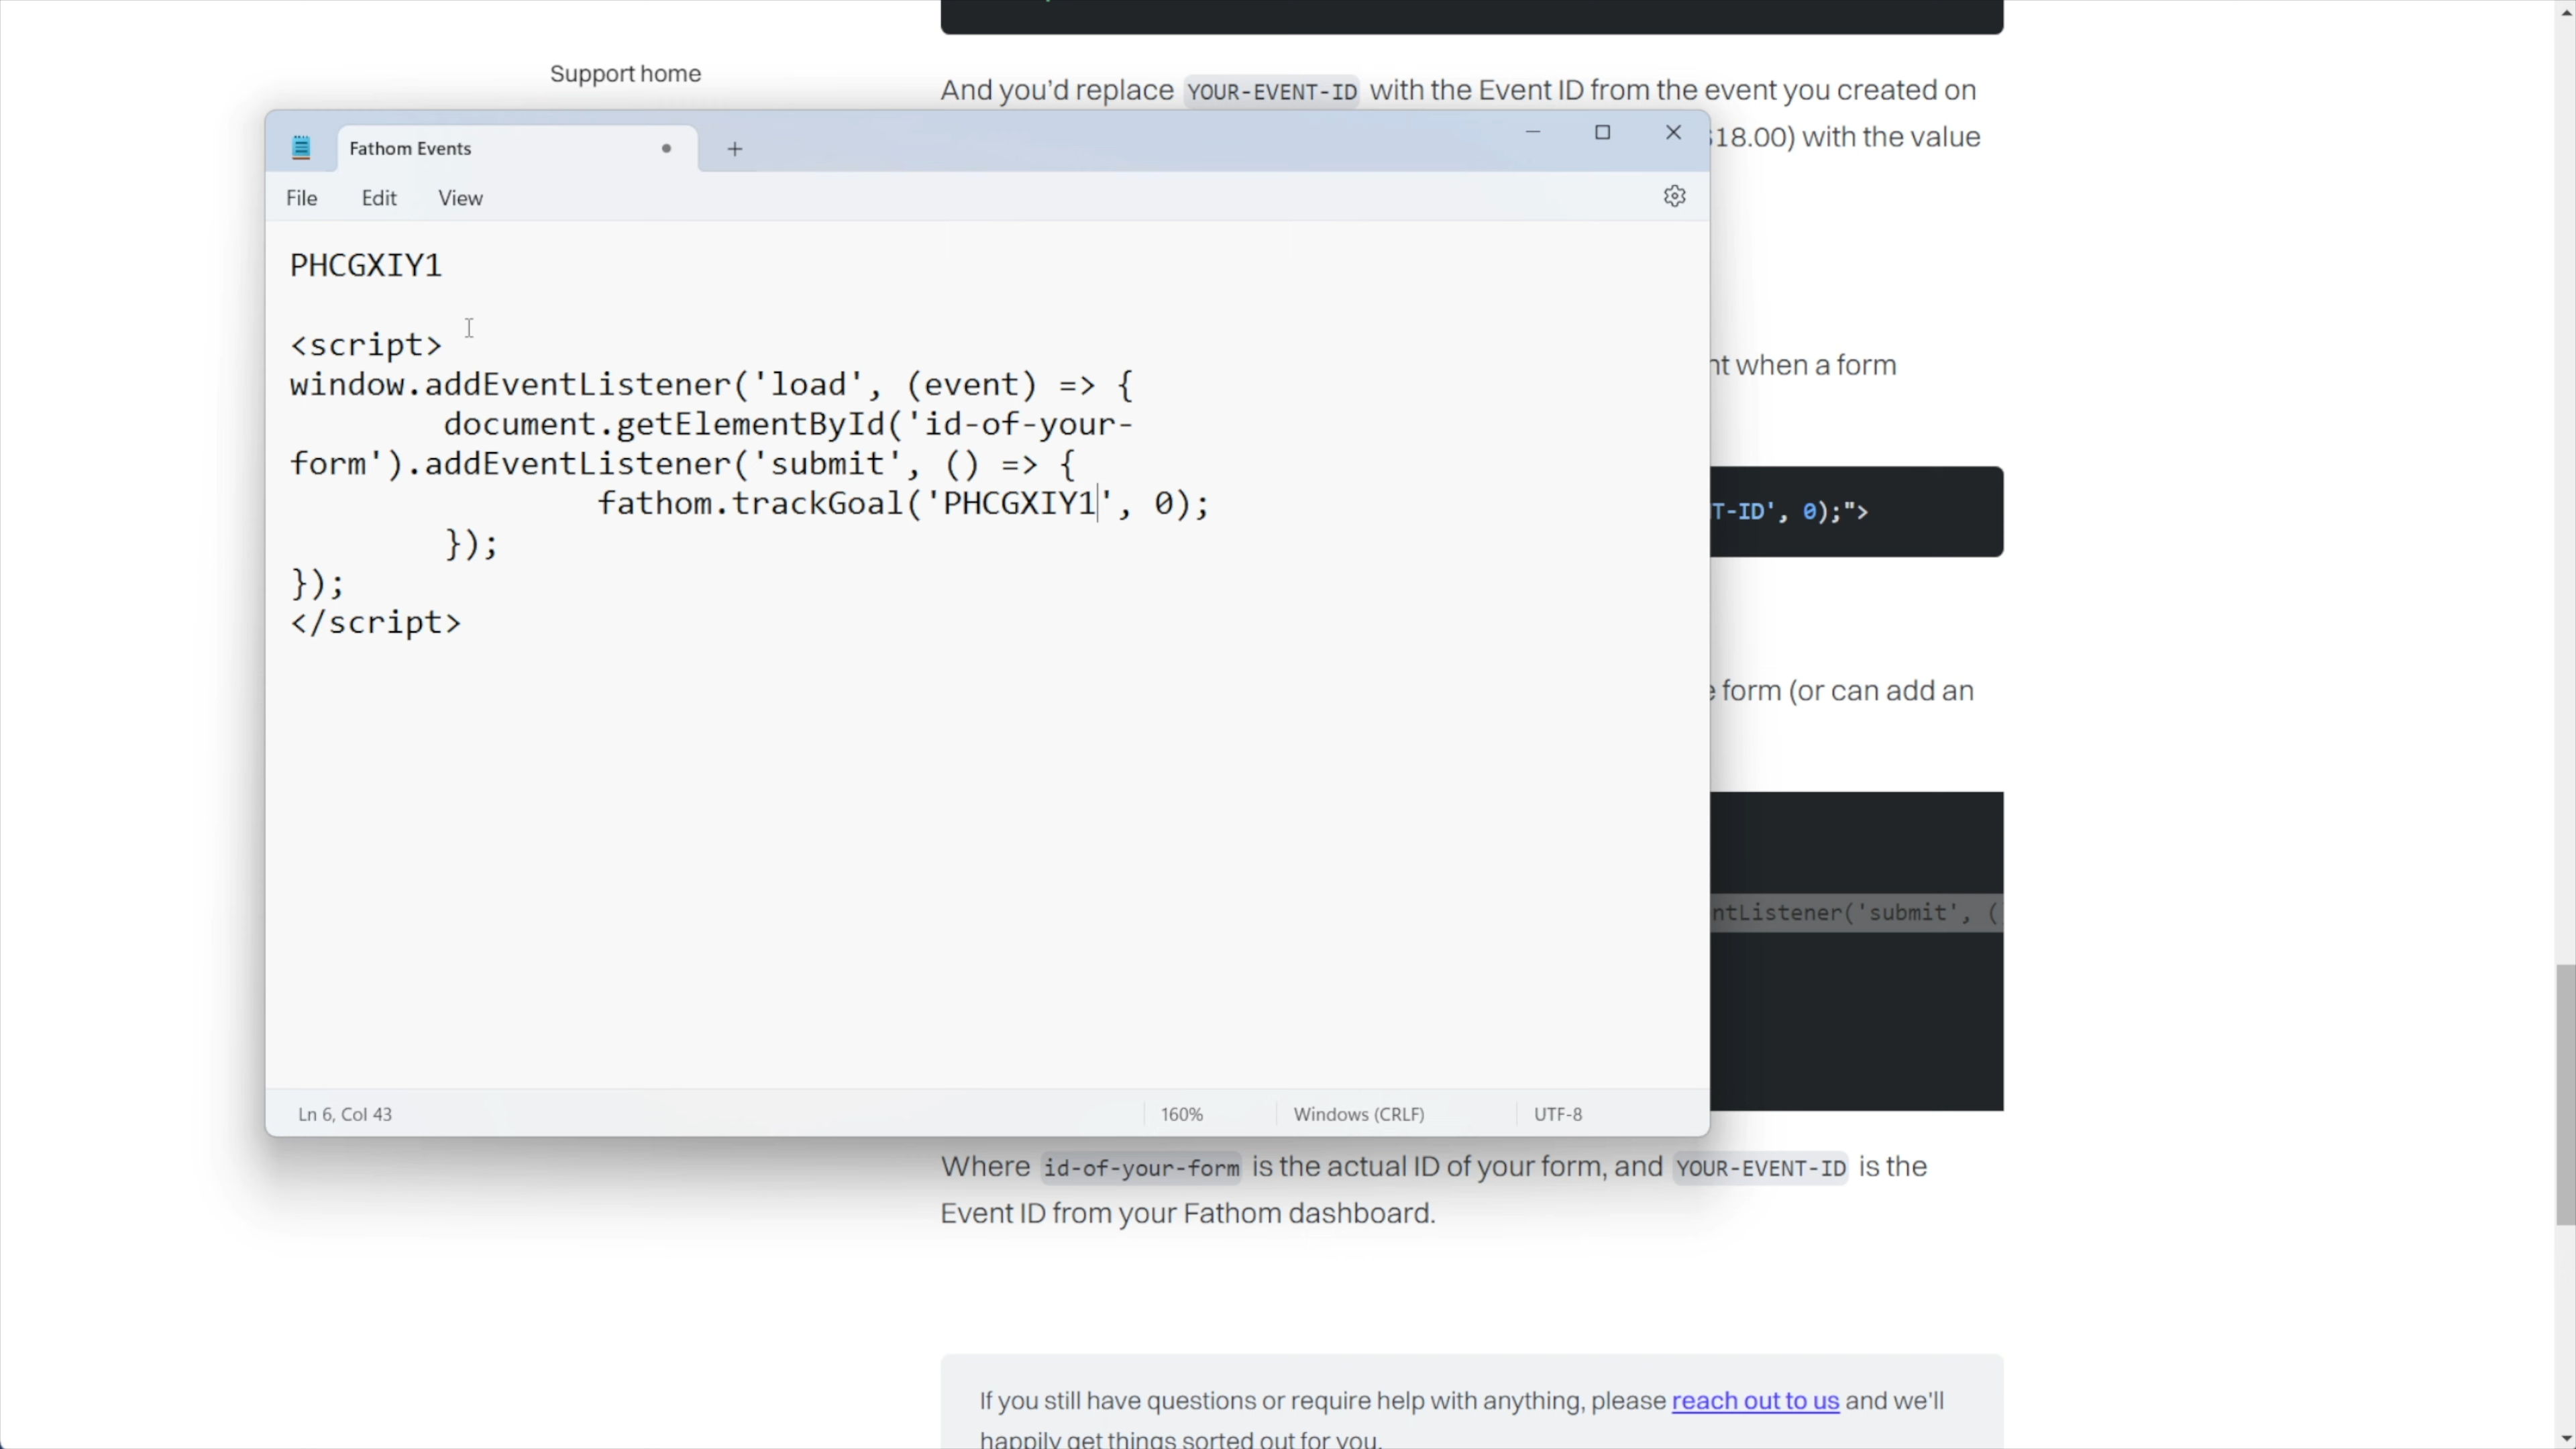 Support home
And you'd replace YOUR-EVENT-ID with the Event ID from the event you created on
18.00) with the value
Fathom Events
File Edit View
PHCGXIY1
<script>
window.addEventListener('load', (event) => {
document.getElementById('id-of-your-
form').addEventListener('submit', () => {
fathom.trackGoal('PHCGXIY1', 0);
});
});
</script>
nt when a form
T-ID', 0);">
form (or can add an
ntListener('submit', (
Ln 6, Col 43 160% Windows (CRLF) UTF-8
Where id-of-your-form is the actual ID of your form, and YOUR-EVENT-ID is the
Event ID from your Fathom dashboard.
If you still have questions or require help with anything, please reach out to us and we'll
happily get things sorted out for you.